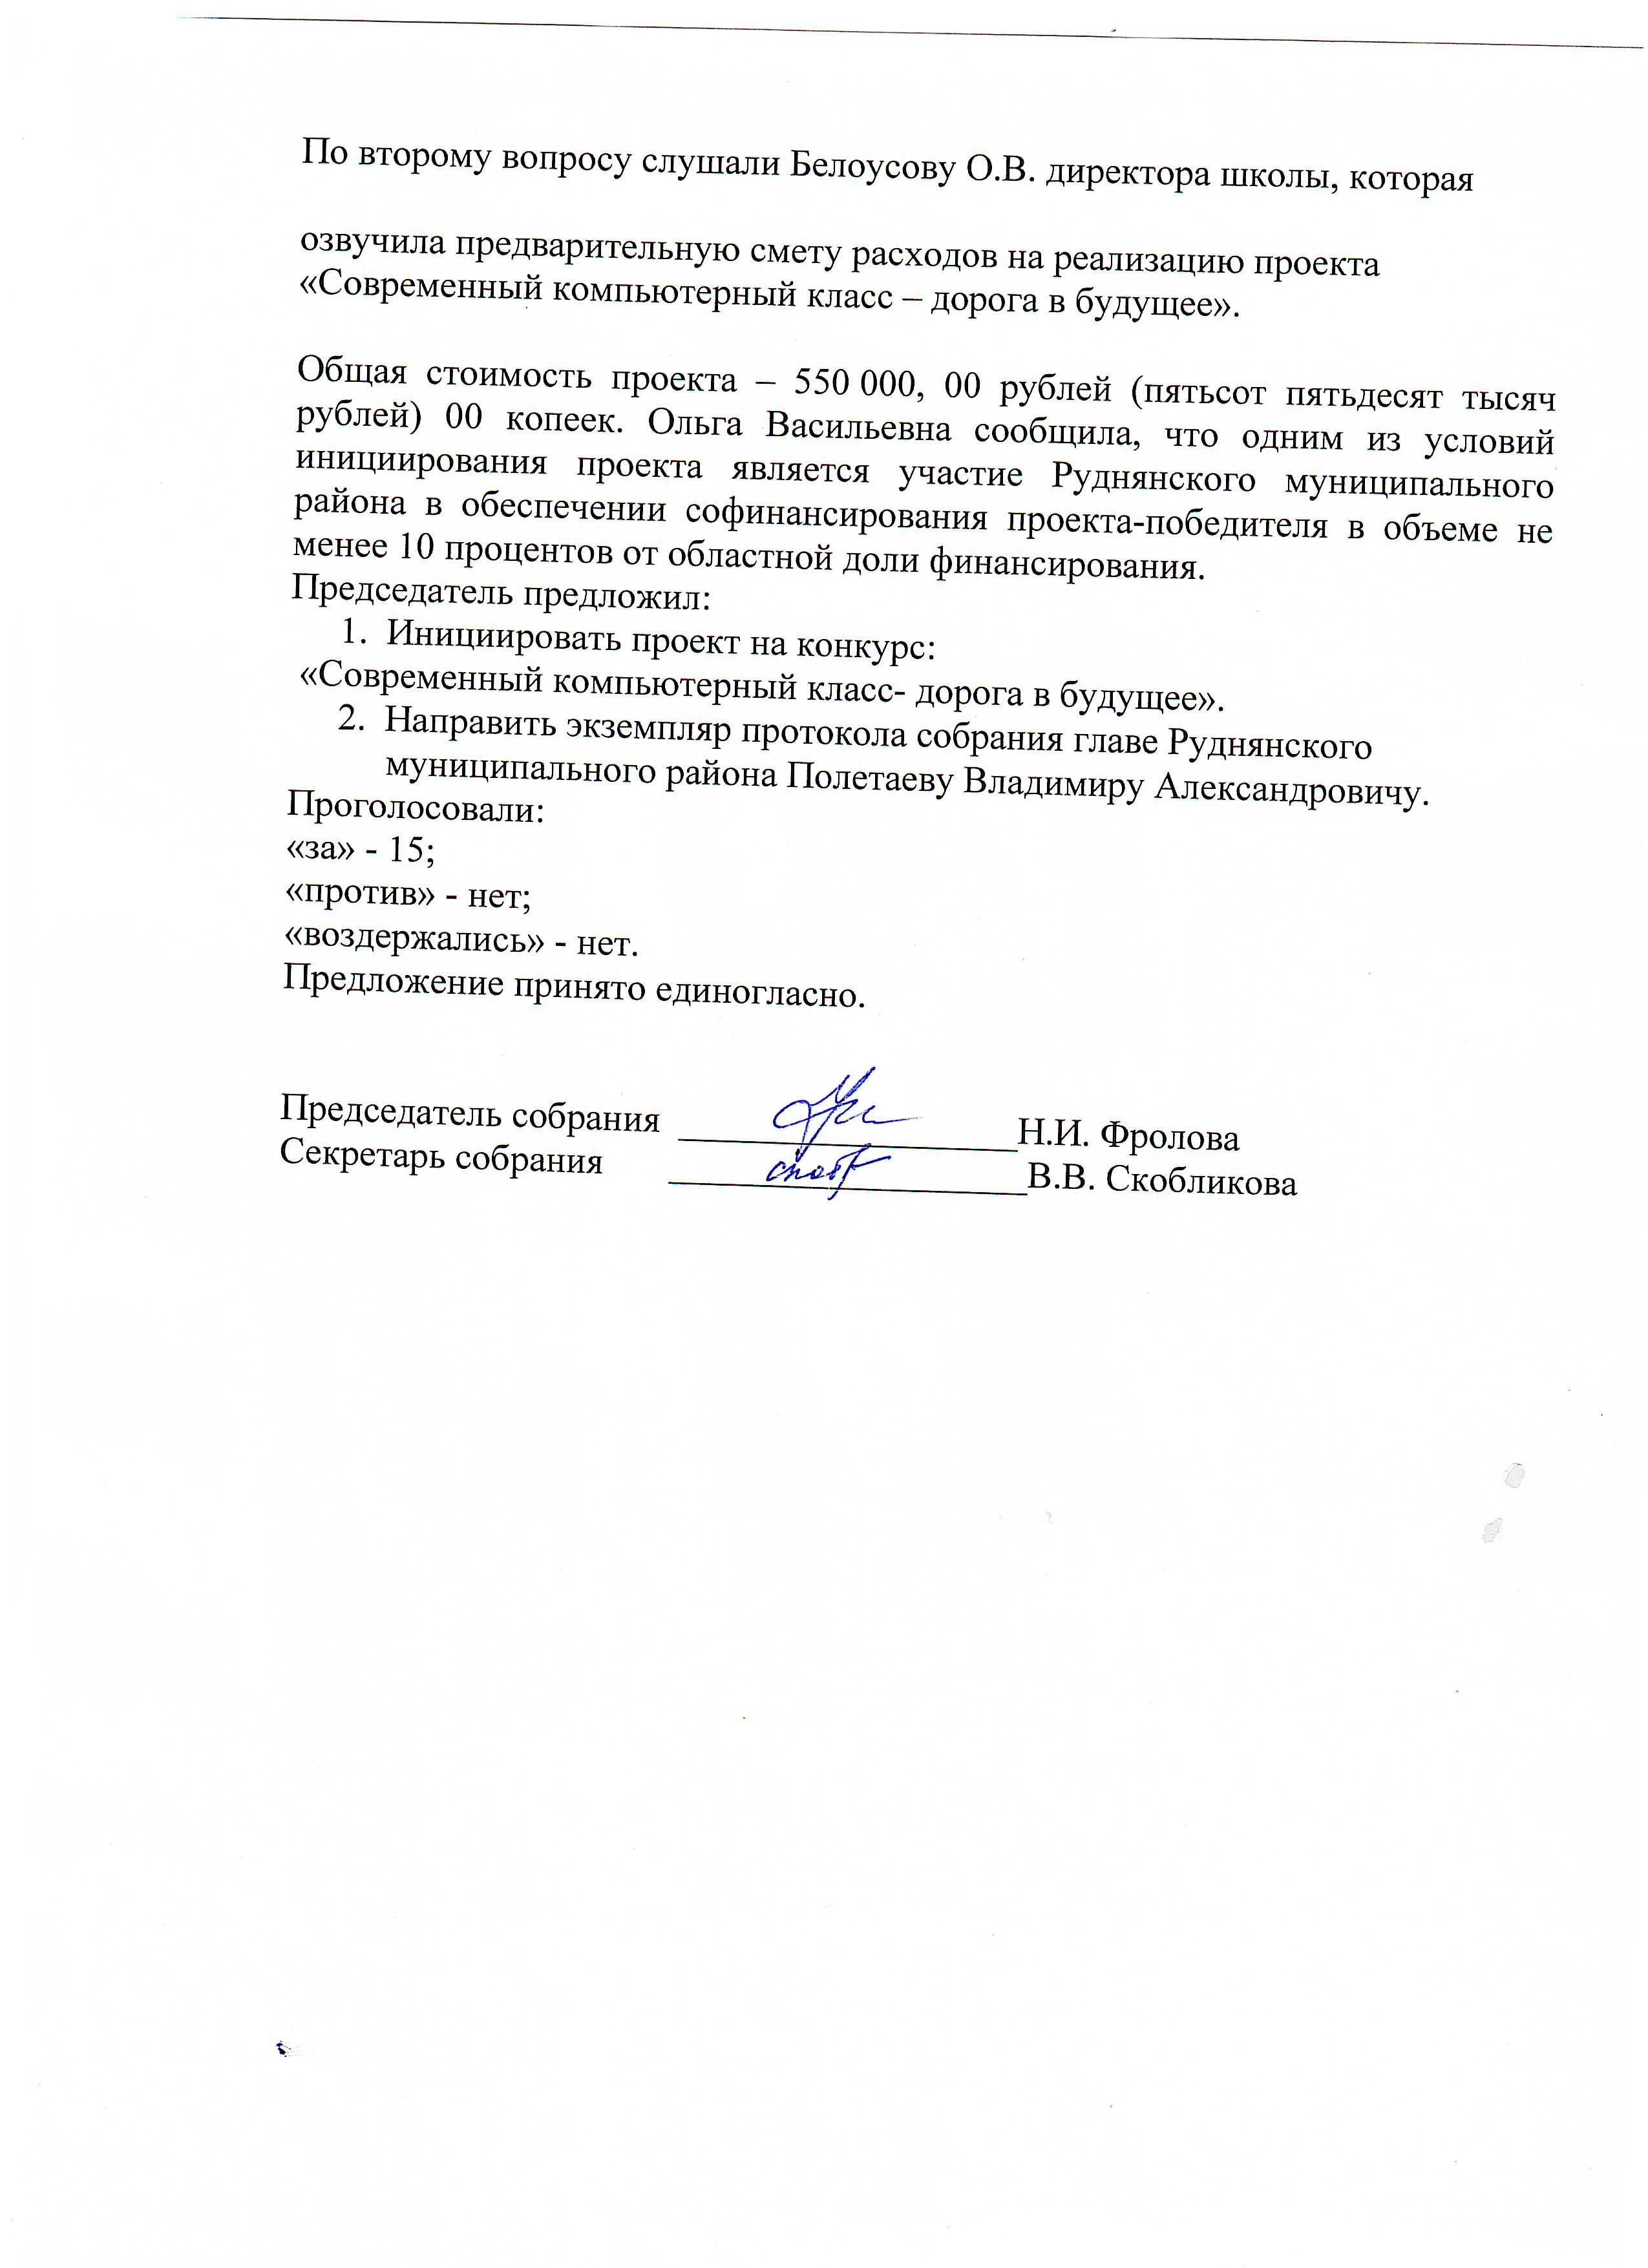 По второму вопросу слушали Белоусову О.В. директора школы, которая
озвучила предварительную смету расходов на реализацию проекта
«Современный компьютерный класс – дорога в будущее».
Общая стоимость проекта – 550 000, 00 рублей (пятьсот пятьдесят тысяч
рублей) 00 копеек. Ольга Васильевна сообщила, что одним из условий
инициирования проекта является участие Руднянского муниципального
района в обеспечении софинансирования проекта-победителя в объеме не
менее 10 процентов от областной доли финансирования.
Председатель предложил:
1. Инициировать проект на конкурс:
«Современный компьютерный класс- дорога в будущее».
2. Направить экземпляр протокола собрания главе Руднянского
муниципального района Полетаеву Владимиру Александровичу.
Проголосовали:
«за» - 15;
«против» - нет;
«воздержались» - нет.
Предложение принято единогласно.
Председатель собрания Н.И. Фролова
Секретарь собрания В.В. Скобликова